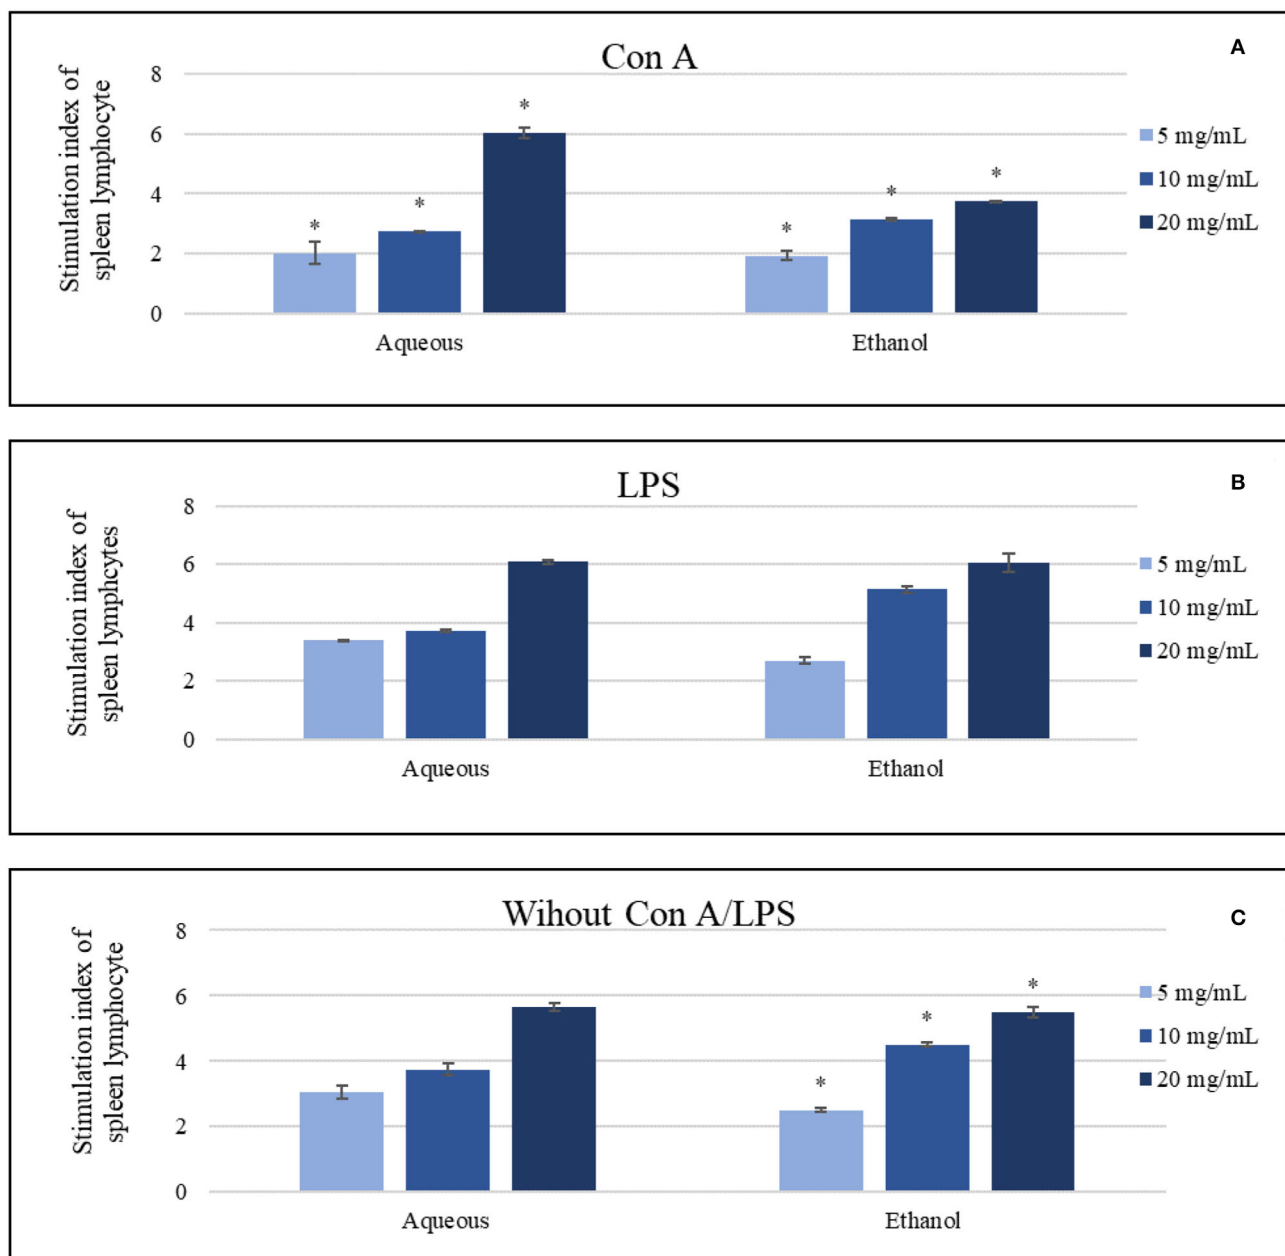 Con A
A
Stimulation index of
spleen lymphocyte
8
6
4
2
0
*
*
*
*
*
*
Aqueous
Ethanol
5 mg/mL
10 mg/mL
20 mg/mL
LPS
B
Stimulation index of
spleen lymphcytes
8
6
4
2
0
Aqueous
Ethanol
5 mg/mL
10 mg/mL
20 mg/mL
Wihout Con A/LPS
C
Stimulation index of
spleen lymphocyte
8
6
4
2
0
*
*
*
Aqueous
Ethanol
5 mg/mL
10 mg/mL
20 mg/mL